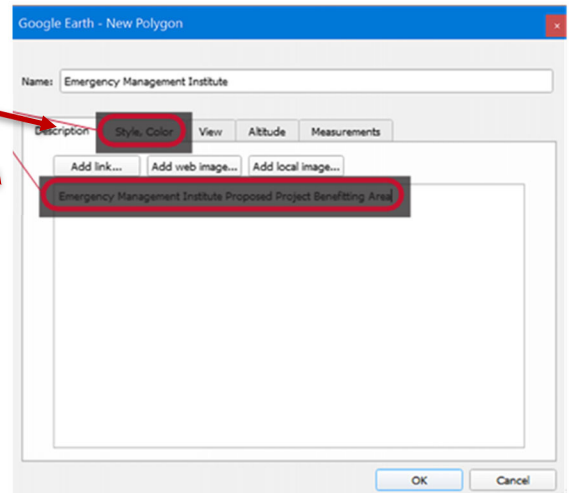 Google Earth - New Polygon
Name: Emergency Management Institute
Description Style, Color View Altitude Measurements
Add link... Add web image... Add local image...
Emergency Management Institute Proposed Project Benefitting Area
OK Cancel